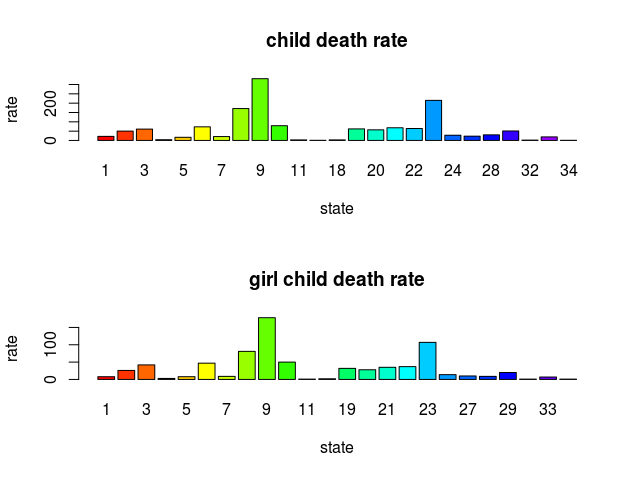 child death rate
rate
200
0
1 3 5 7 9 11 18 20 22 24 28 32 34
state
girl child death rate
rate
100
0
1 3 5 7 9 11 19 21 23 27 29 33
state